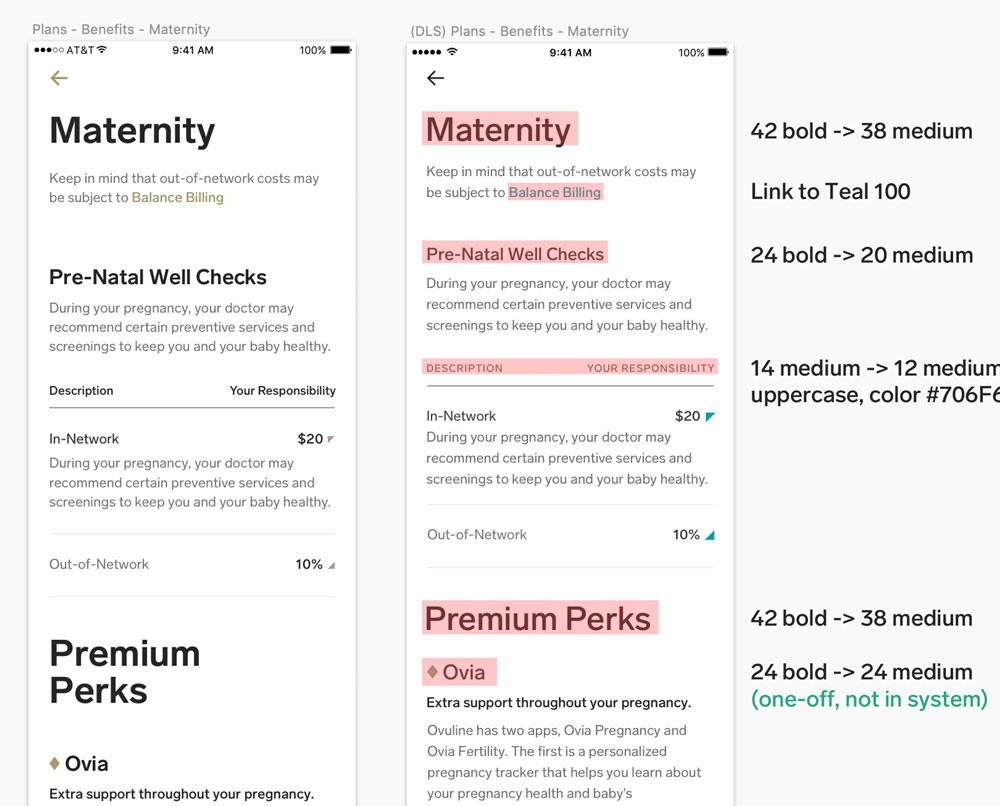 Plans - Benefits - Maternity
AT&T 9:41 AM 100%
Maternity
Keep in mind that out-of-network costs may
be subject to Balance Billing
Pre-Natal Well Checks
During your pregnancy, your doctor may
recommend certain preventive services and
screenings to keep you and your baby healthy.
Description Your Responsibility
In-Network $20
During your pregnancy, your doctor may
recommend certain preventive services and
screenings to keep you and your baby healthy.
Out-of-Network 10%
Premium
Perks
Ovia
Extra support throughout your pregnancy.
(DLS) Plans - Benefits - Maternity
9:41 AM 100%
Maternity
Keep in mind that out-of-network costs may
be subject to Balance Billing
Pre-Natal Well Checks
During your pregnancy, your doctor may
recommend certain preventive services and
screenings to keep you and your baby healthy.
DESCRIPTION YOUR RESPONSIBILITY
In-Network $20
During your pregnancy, your doctor may
recommend certain preventive services and
screenings to keep you and your baby healthy.
Out-of-Network 10%
Premium Perks
Ovia
Extra support throughout your pregnancy.
Ovuline has two apps, Ovia Pregnancy and
Ovia Fertility. The first is a personalized
pregnancy tracker that helps you learn about
your pregnancy health and baby's
42 bold -> 38 medium
Link to Teal 100
24 bold -> 20 medium
14 medium -> 12 medium
uppercase, color #706F6
42 bold -> 38 medium
24 bold -> 24 medium
(one-off, not in system)